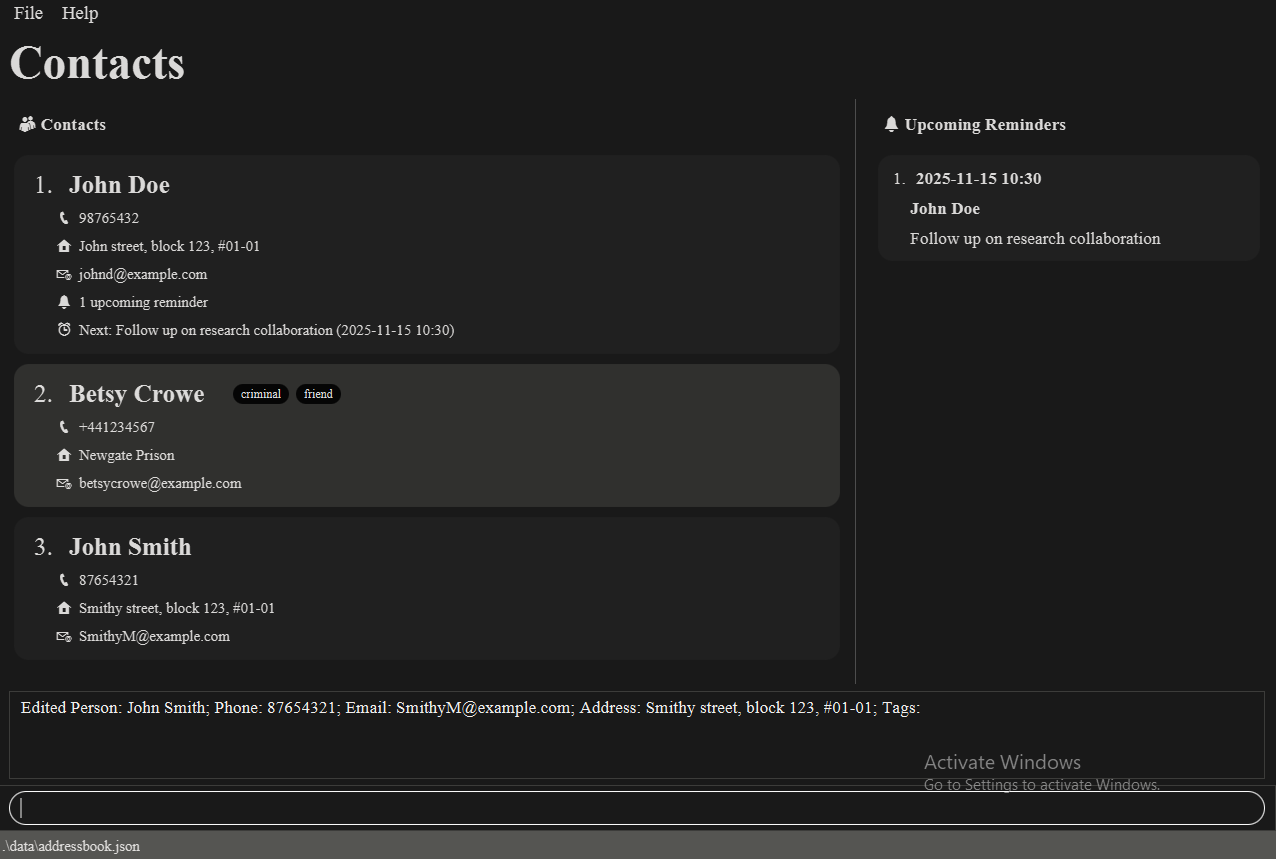 File Help
Contacts
Contacts
1. John Doe
98765432
John street, block 123, #01-01
johnd@example.com
1 upcoming reminder
Next: Follow up on research collaboration (2025-11-15 10:30)
2. Betsy Crowe criminal friend
+441234567
Newgate Prison
betsycrowe@example.com
3. John Smith
87654321
Smithy street, block 123, #01-01
SmithyM@example.com
Upcoming Reminders
1. 2025-11-15 10:30
John Doe
Follow up on research collaboration
Edited Person: John Smith; Phone: 87654321; Email: SmithyM@example.com; Address: Smithy street, block 123, #01-01; Tags:
Activate Windows
Go to Settings to activate Windows.
.\data\addressbook.json